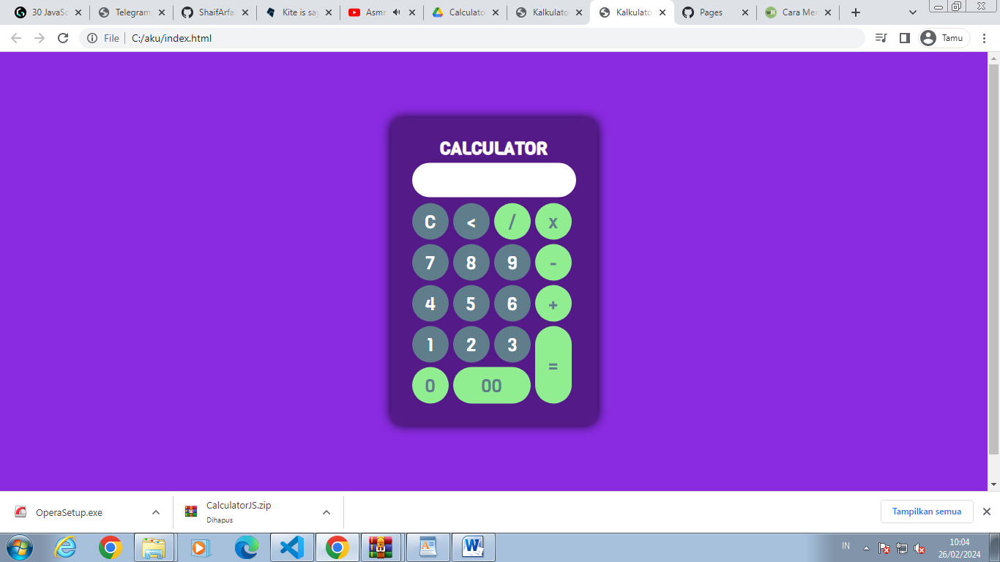 30 JavaSc
Telegram
ShaifArfa
Kite is say
Asmr
Calculato
Kalkulato
Kalkulato
Pages
wH
Cara Mer
File
C:/aku/index.html
Tamu
CALCULATOR
C < / x
7 8 9 -
4 5 6 +
1 2 3
=
0 00
OperaSetup.exe
CalculatorJS.zip
Dihapus
Tampilkan semua
IN
10:04
26/02/2024